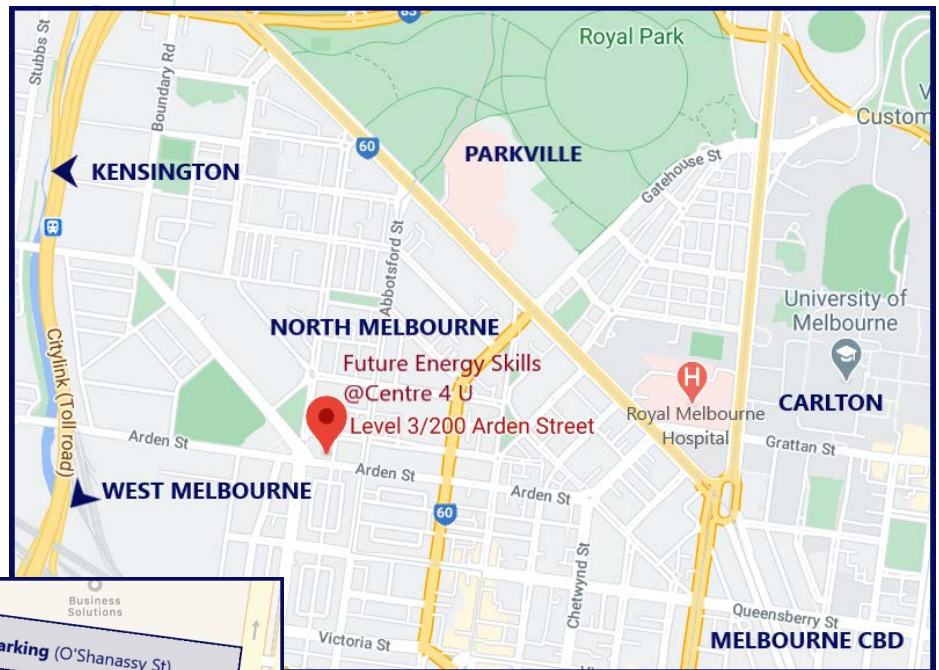 63
Royal Park
Stubbs St
Boundary Rd
Custom
60
PARKVILLE
KENSINGTON
Gatehouse St
Abbotsford St
University of
Melbourne
NORTH MELBOURNE
Future Energy Skills
@Centre 4 U
Level 3/200 Arden Street
H
Royal Melbourne
Hospital
CARLTON
Citylink (Toll road)
Arden St
Grattan St
Arden St
WEST MELBOURNE
Arden St
60
Chetwynd St
Queensberry St
Victoria St
MELBOURNE CBD
Business
Solutions
arking (O'Shanassy St)